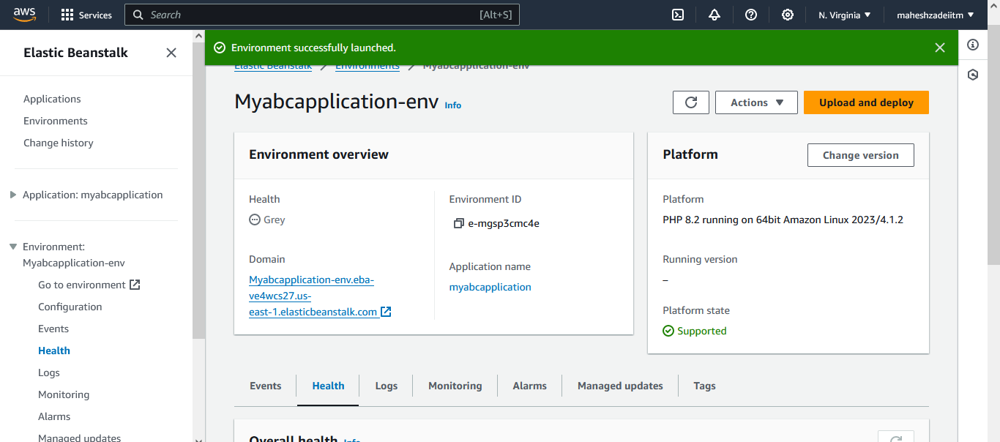 aws
Services
Search
[Alt+S]
N. Virginia
maheshzadeiitm
Elastic Beanstalk
Applications
Environments
Change history
Application: myabcapplication
Environment:
Myabcapplication-env
Go to environment
Configuration
Events
Health
Logs
Monitoring
Alarms
Managed updates
Environment successfully launched.
Elastic Beanstalk
Environments
Myabcapplication-env
Myabcapplication-env Info
Actions
Upload and deploy
Environment overview
Health
Grey
Domain
Myabcapplication-env.eba-
ve4wcs27.us-
east-1.elasticbeanstalk.com
Environment ID
e-mgsp3cmc4e
Application name
myabcapplication
Platform
Change version
Platform
PHP 8.2 running on 64bit Amazon Linux 2023/4.1.2
Running version
–
Platform state
Supported
Events
Health
Logs
Monitoring
Alarms
Managed updates
Tags
Overall health Info